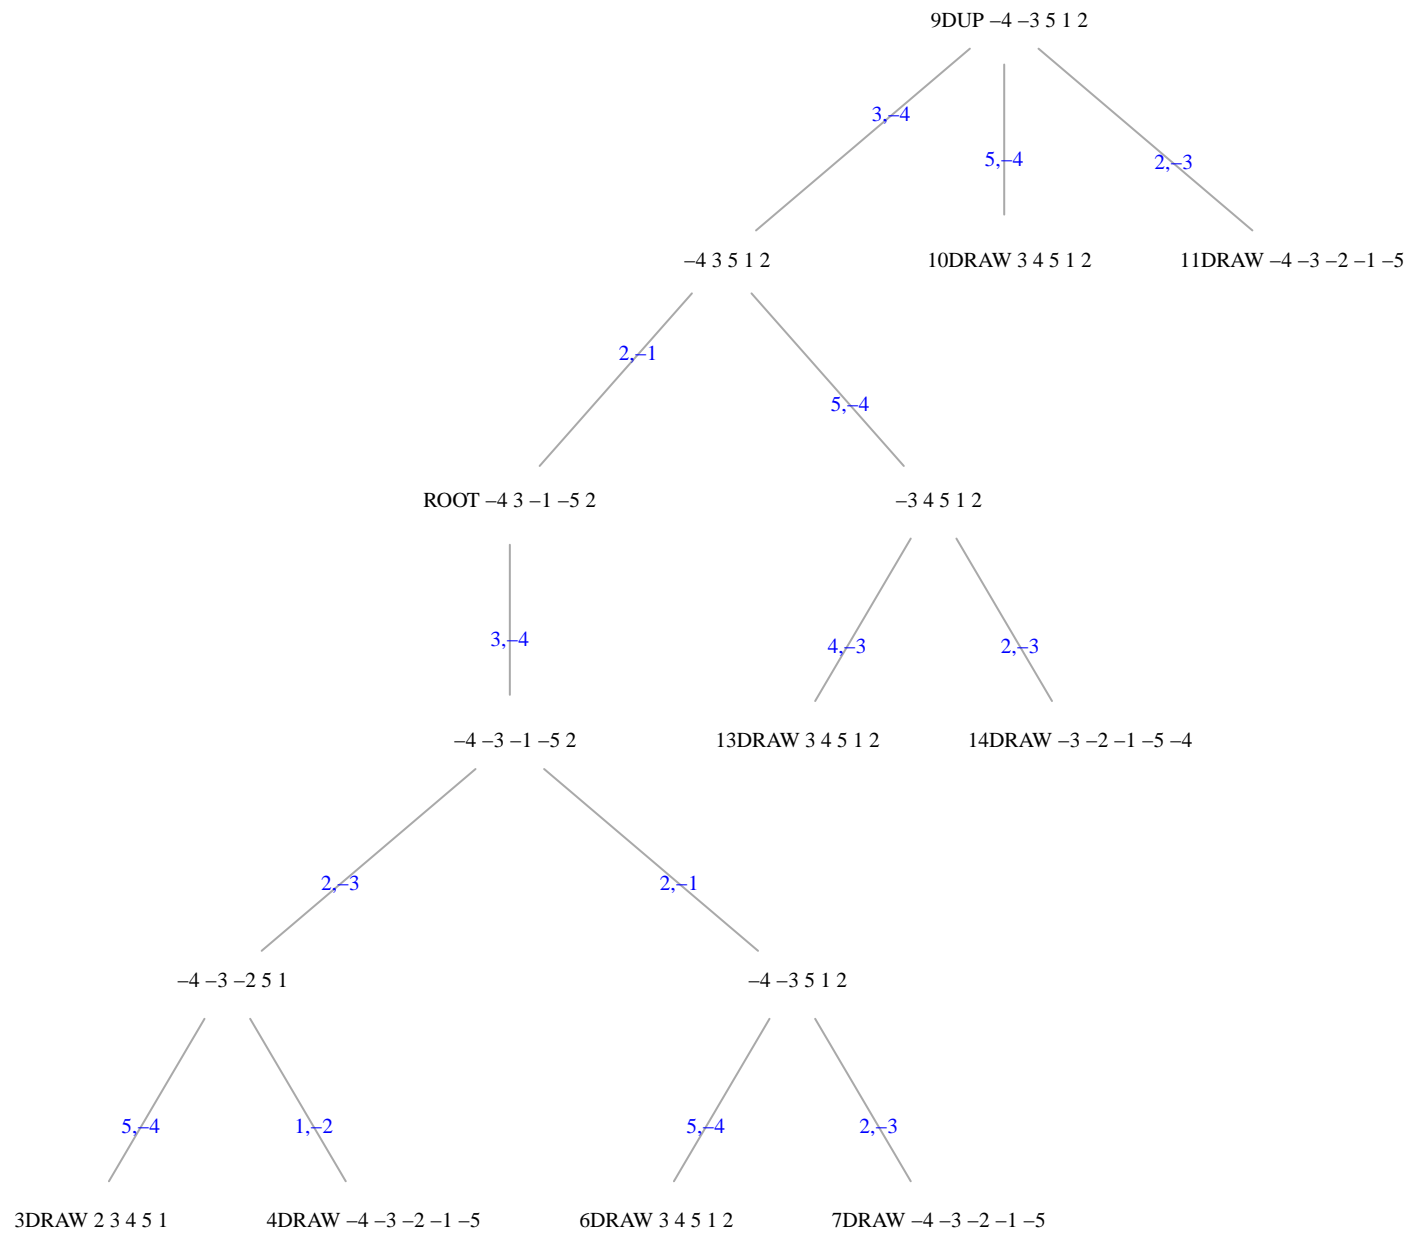 9DUP –4 –3 5 1 2
3,–4
5,–4
2,–3
–4 3 5 1 2
10DRAW 3 4 5 1 2
11DRAW –4 –3 –2 –1 –5
2,–1
5,–4
ROOT –4 3 –1 –5 2
–3 4 5 1 2
3,–4
4,–3
2,–3
–4 –3 –1 –5 2
13DRAW 3 4 5 1 2
14DRAW –3 –2 –1 –5 –4
2,–3
2,–1
–4 –3 –2 5 1
–4 –3 5 1 2
5,–4
1,–2
5,–4
2,–3
3DRAW 2 3 4 5 1
4DRAW –4 –3 –2 –1 –5
6DRAW 3 4 5 1 2
7DRAW –4 –3 –2 –1 –5